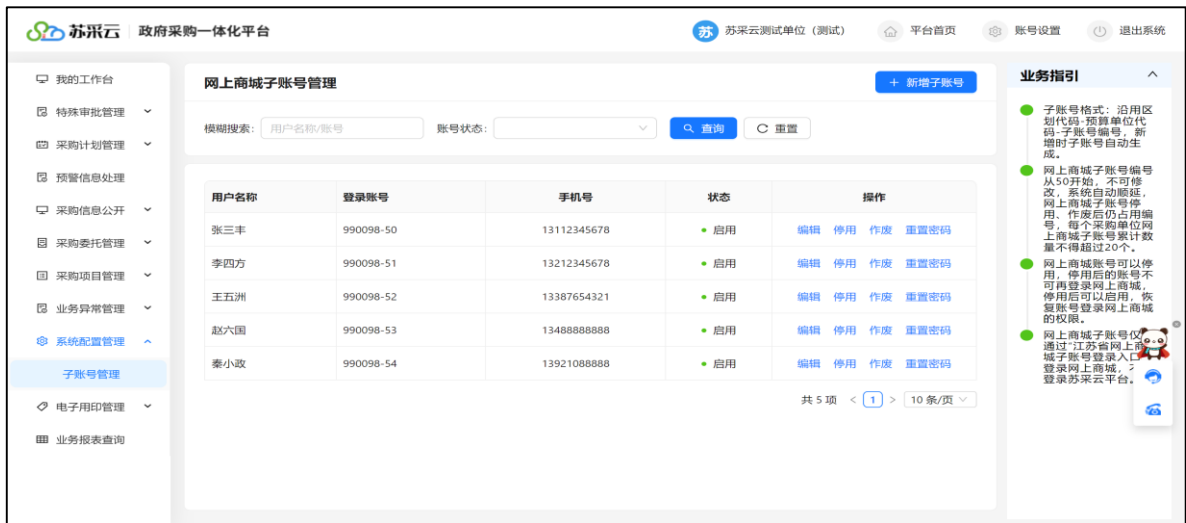 苏采云 政府采购一体化平台
苏 苏采云测试单位（测试） 平台首页 账号设置 退出系统
我的工作台
特殊审批管理
采购计划管理
预警信息处理
采购信息公开
采购委托管理
采购项目管理
业务异常管理
系统配置管理
子账号管理
电子用印管理
业务报表查询
网上商城子账号管理 + 新增子账号
模糊搜索: 用户名称/账号 账号状态: 查询 重置
用户名称 登录账号 手机号 状态 操作
张三丰 990098-50 13112345678 启用 编辑 停用 作废 重置密码
李四方 990098-51 13212345678 启用 编辑 停用 作废 重置密码
王五洲 990098-52 13387654321 启用 编辑 停用 作废 重置密码
赵六国 990098-53 13488888888 启用 编辑 停用 作废 重置密码
秦小政 990098-54 13921088888 启用 编辑 停用 作废 重置密码
共 5 项 < 1 > 10 条/页
业务指引
子账号格式：沿用区
划代码-预算单位代
码-子账号编号，新
增时子账号自动生
成。
网上商城子账号编号
从50开始，不可修
改，系统自动顺延，
网上商城子账号停
用、作废后仍占用编
号，每个采购单位网
上商城子账号累计数
量不得超过20个。
网上商城账号可以停
用，停用后的账号不
可再登录网上商城，
停用后可以启用，恢
复账号登录网上商城
的权限。
网上商城子账号仅
通过“江苏省网上商
城子账号登录入口
登录网上商城，
登录苏采云平台。